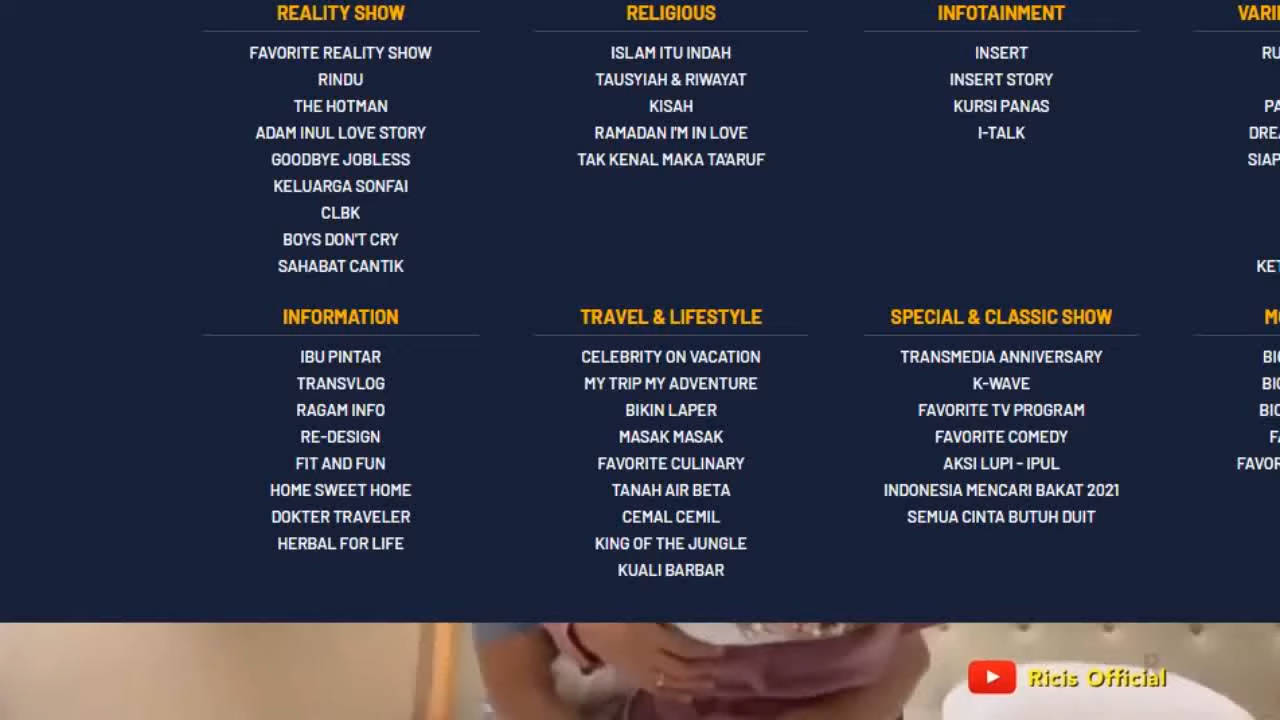 REALITY SHOW
FAVORITE REALITY SHOW
RINDU
THE HOTMAN
ADAM INUL LOVE STORY
GOODBYE JOBLESS
KELUARGA SONFAI
CLBK
BOYS DON'T CRY
SAHABAT CANTIK
RELIGIOUS
ISLAM ITU INDAH
TAUSYIAH & RIWAYAT
KISAH
RAMADAN I'M IN LOVE
TAK KENAL MAKA TA'ARUF
INFOTAINMENT
INSERT
INSERT STORY
KURSI PANAS
I-TALK
INFORMATION
IBU PINTAR
TRANSVLOG
RAGAM INFO
RE-DESIGN
FIT AND FUN
HOME SWEET HOME
DOKTER TRAVELER
HERBAL FOR LIFE
TRAVEL & LIFESTYLE
CELEBRITY ON VACATION
MY TRIP MY ADVENTURE
BIKIN LAPER
MASAK MASAK
FAVORITE CULINARY
TANAH AIR BETA
CEMAL CEMIL
KING OF THE JUNGLE
KUALI BARBAR
SPECIAL & CLASSIC SHOW
TRANSMEDIA ANNIVERSARY
K-WAVE
FAVORITE TV PROGRAM
FAVORITE COMEDY
AKSI LUPI - IPUL
INDONESIA MENCARI BAKAT 2021
SEMUA CINTA BUTUH DUIT
Ricis Official